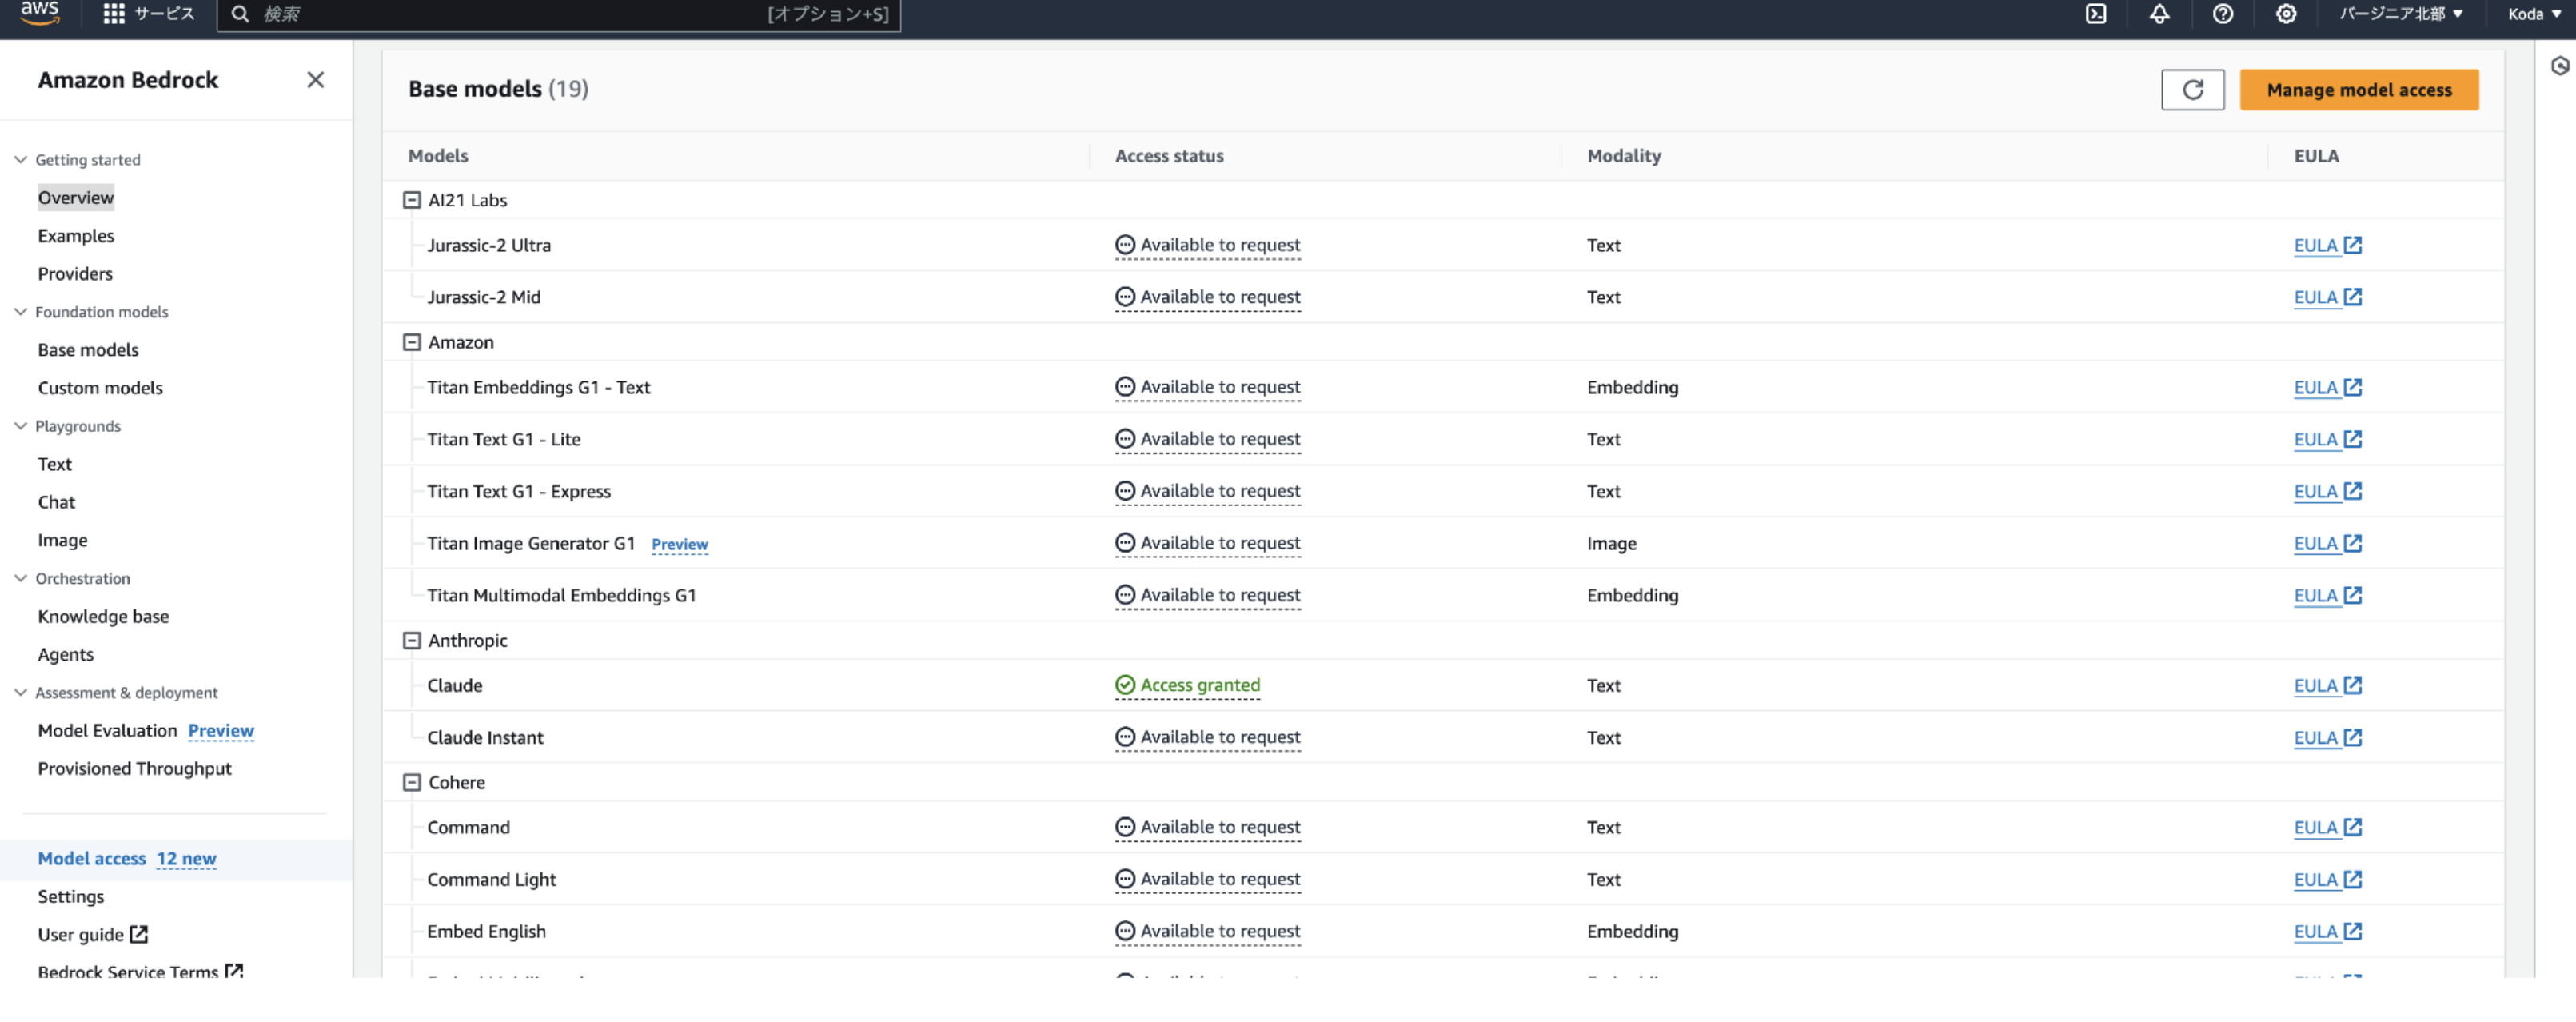 aws サービス 検索 [オプション+S] バージニア北部 ▼ Koda ▼
Amazon Bedrock
Getting started
Overview
Examples
Providers
Foundation models
Base models
Custom models
Playgrounds
Text
Chat
Image
Orchestration
Knowledge base
Agents
Assessment & deployment
Model Evaluation Preview
Provisioned Throughput
Model access 12 new
Settings
User guide
Bedrock Service Terms
Base models (19) Manage model access
Models Access status Modality EULA
AI21 Labs
Jurassic-2 Ultra Available to request Text EULA
Jurassic-2 Mid Available to request Text EULA
Amazon
Titan Embeddings G1 - Text Available to request Embedding EULA
Titan Text G1 - Lite Available to request Text EULA
Titan Text G1 - Express Available to request Text EULA
Titan Image Generator G1 Preview Available to request Image EULA
Titan Multimodal Embeddings G1 Available to request Embedding EULA
Anthropic
Claude Access granted Text EULA
Claude Instant Available to request Text EULA
Cohere
Command Available to request Text EULA
Command Light Available to request Text EULA
Embed English Available to request Embedding EULA